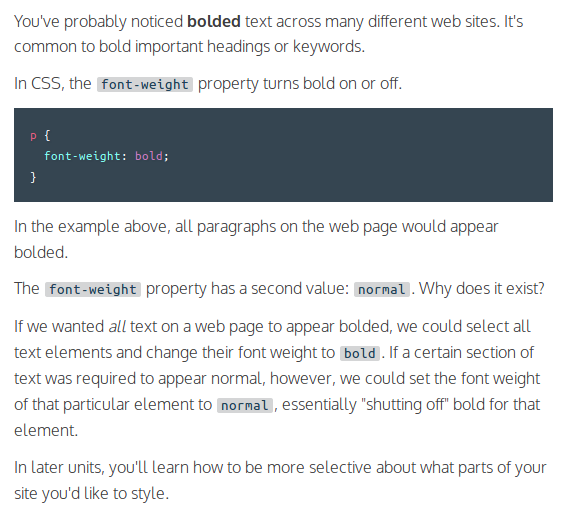 You've probably noticed bolded text across many different web sites. It's
common to bold important headings or keywords.
In CSS, the font-weight property turns bold on or off.
p {
  font-weight: bold;
}
In the example above, all paragraphs on the web page would appear
bolded.
The font-weight property has a second value: normal. Why does it exist?
If we wanted all text on a web page to appear bolded, we could select all
text elements and change their font weight to bold. If a certain section of
text was required to appear normal, however, we could set the font weight
of that particular element to normal, essentially "shutting off" bold for that
element.
In later units, you'll learn how to be more selective about what parts of your
site you'd like to style.